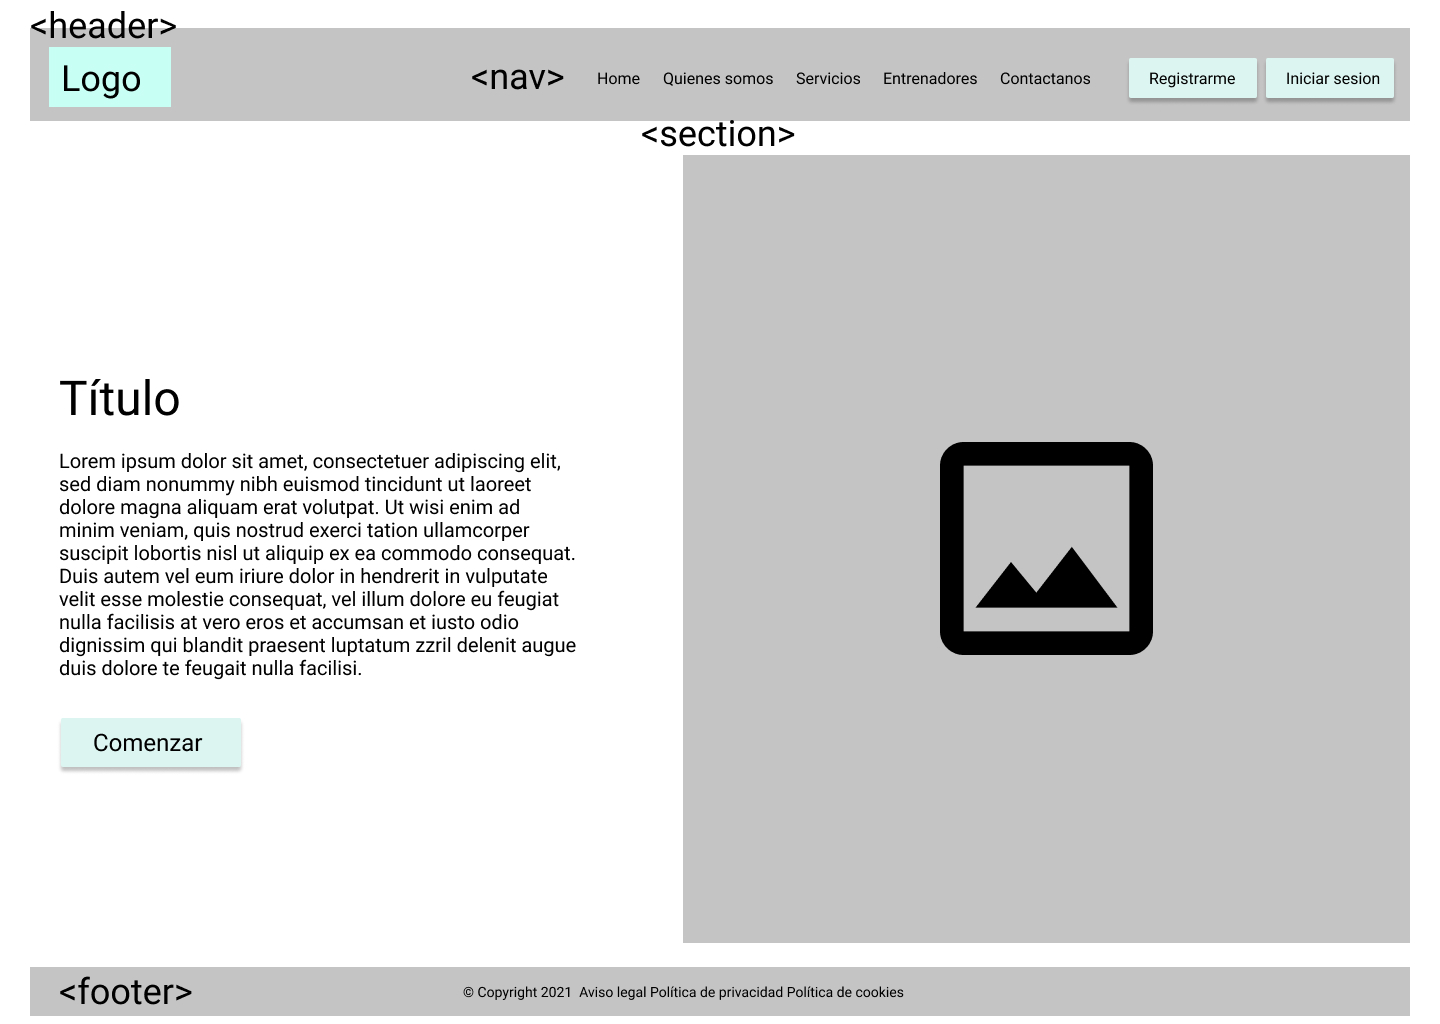 <header>
Logo
<nav> Home Quienes somos Servicios Entrenadores Contactanos Registrarme Iniciar sesion
<section>
Título
Lorem ipsum dolor sit amet, consectetuer adipiscing elit,
sed diam nonummy nibh euismod tincidunt ut laoreet
dolore magna aliquam erat volutpat. Ut wisi enim ad
minim veniam, quis nostrud exerci tation ullamcorper
suscipit lobortis nisl ut aliquip ex ea commodo consequat.
Duis autem vel eum iriure dolor in hendrerit in vulputate
velit esse molestie consequat, vel illum dolore eu feugiat
nulla facilisis at vero eros et accumsan et iusto odio
dignissim qui blandit praesent luptatum zzril delenit augue
duis dolore te feugait nulla facilisi.
Comenzar
<footer> © Copyright 2021 Aviso legal Política de privacidad Política de cookies